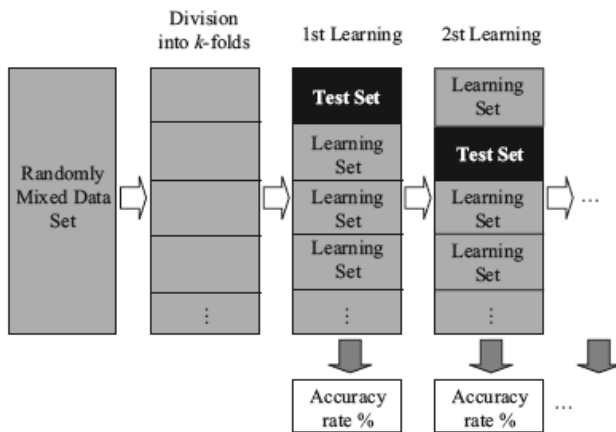 Division
into k-folds
1st Learning
2st Learning
Randomly
Mixed Data
Set
⋮
Test Set
Learning
Set
Learning
Set
Learning
Set
⋮
Learning
Set
Test Set
Learning
Set
Learning
Set
⋮
...
Accuracy
rate %
Accuracy
rate %
...